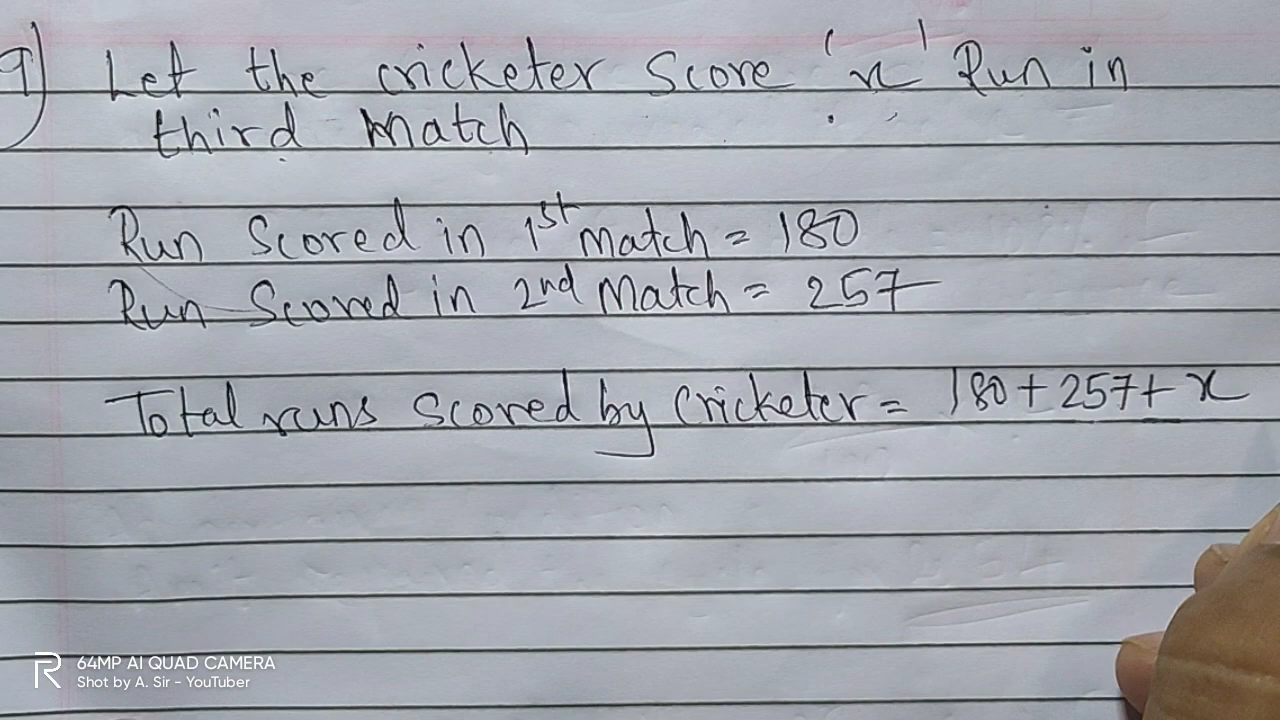 9) Let the cricketer Score 'x' Run in
third Match
Run Scored in 1st match = 180
Run Scored in 2nd Match = 257
Total runs scored by Cricketer = 180 + 257 + x
64MP AI QUAD CAMERA
Shot by A. Sir - YouTuber